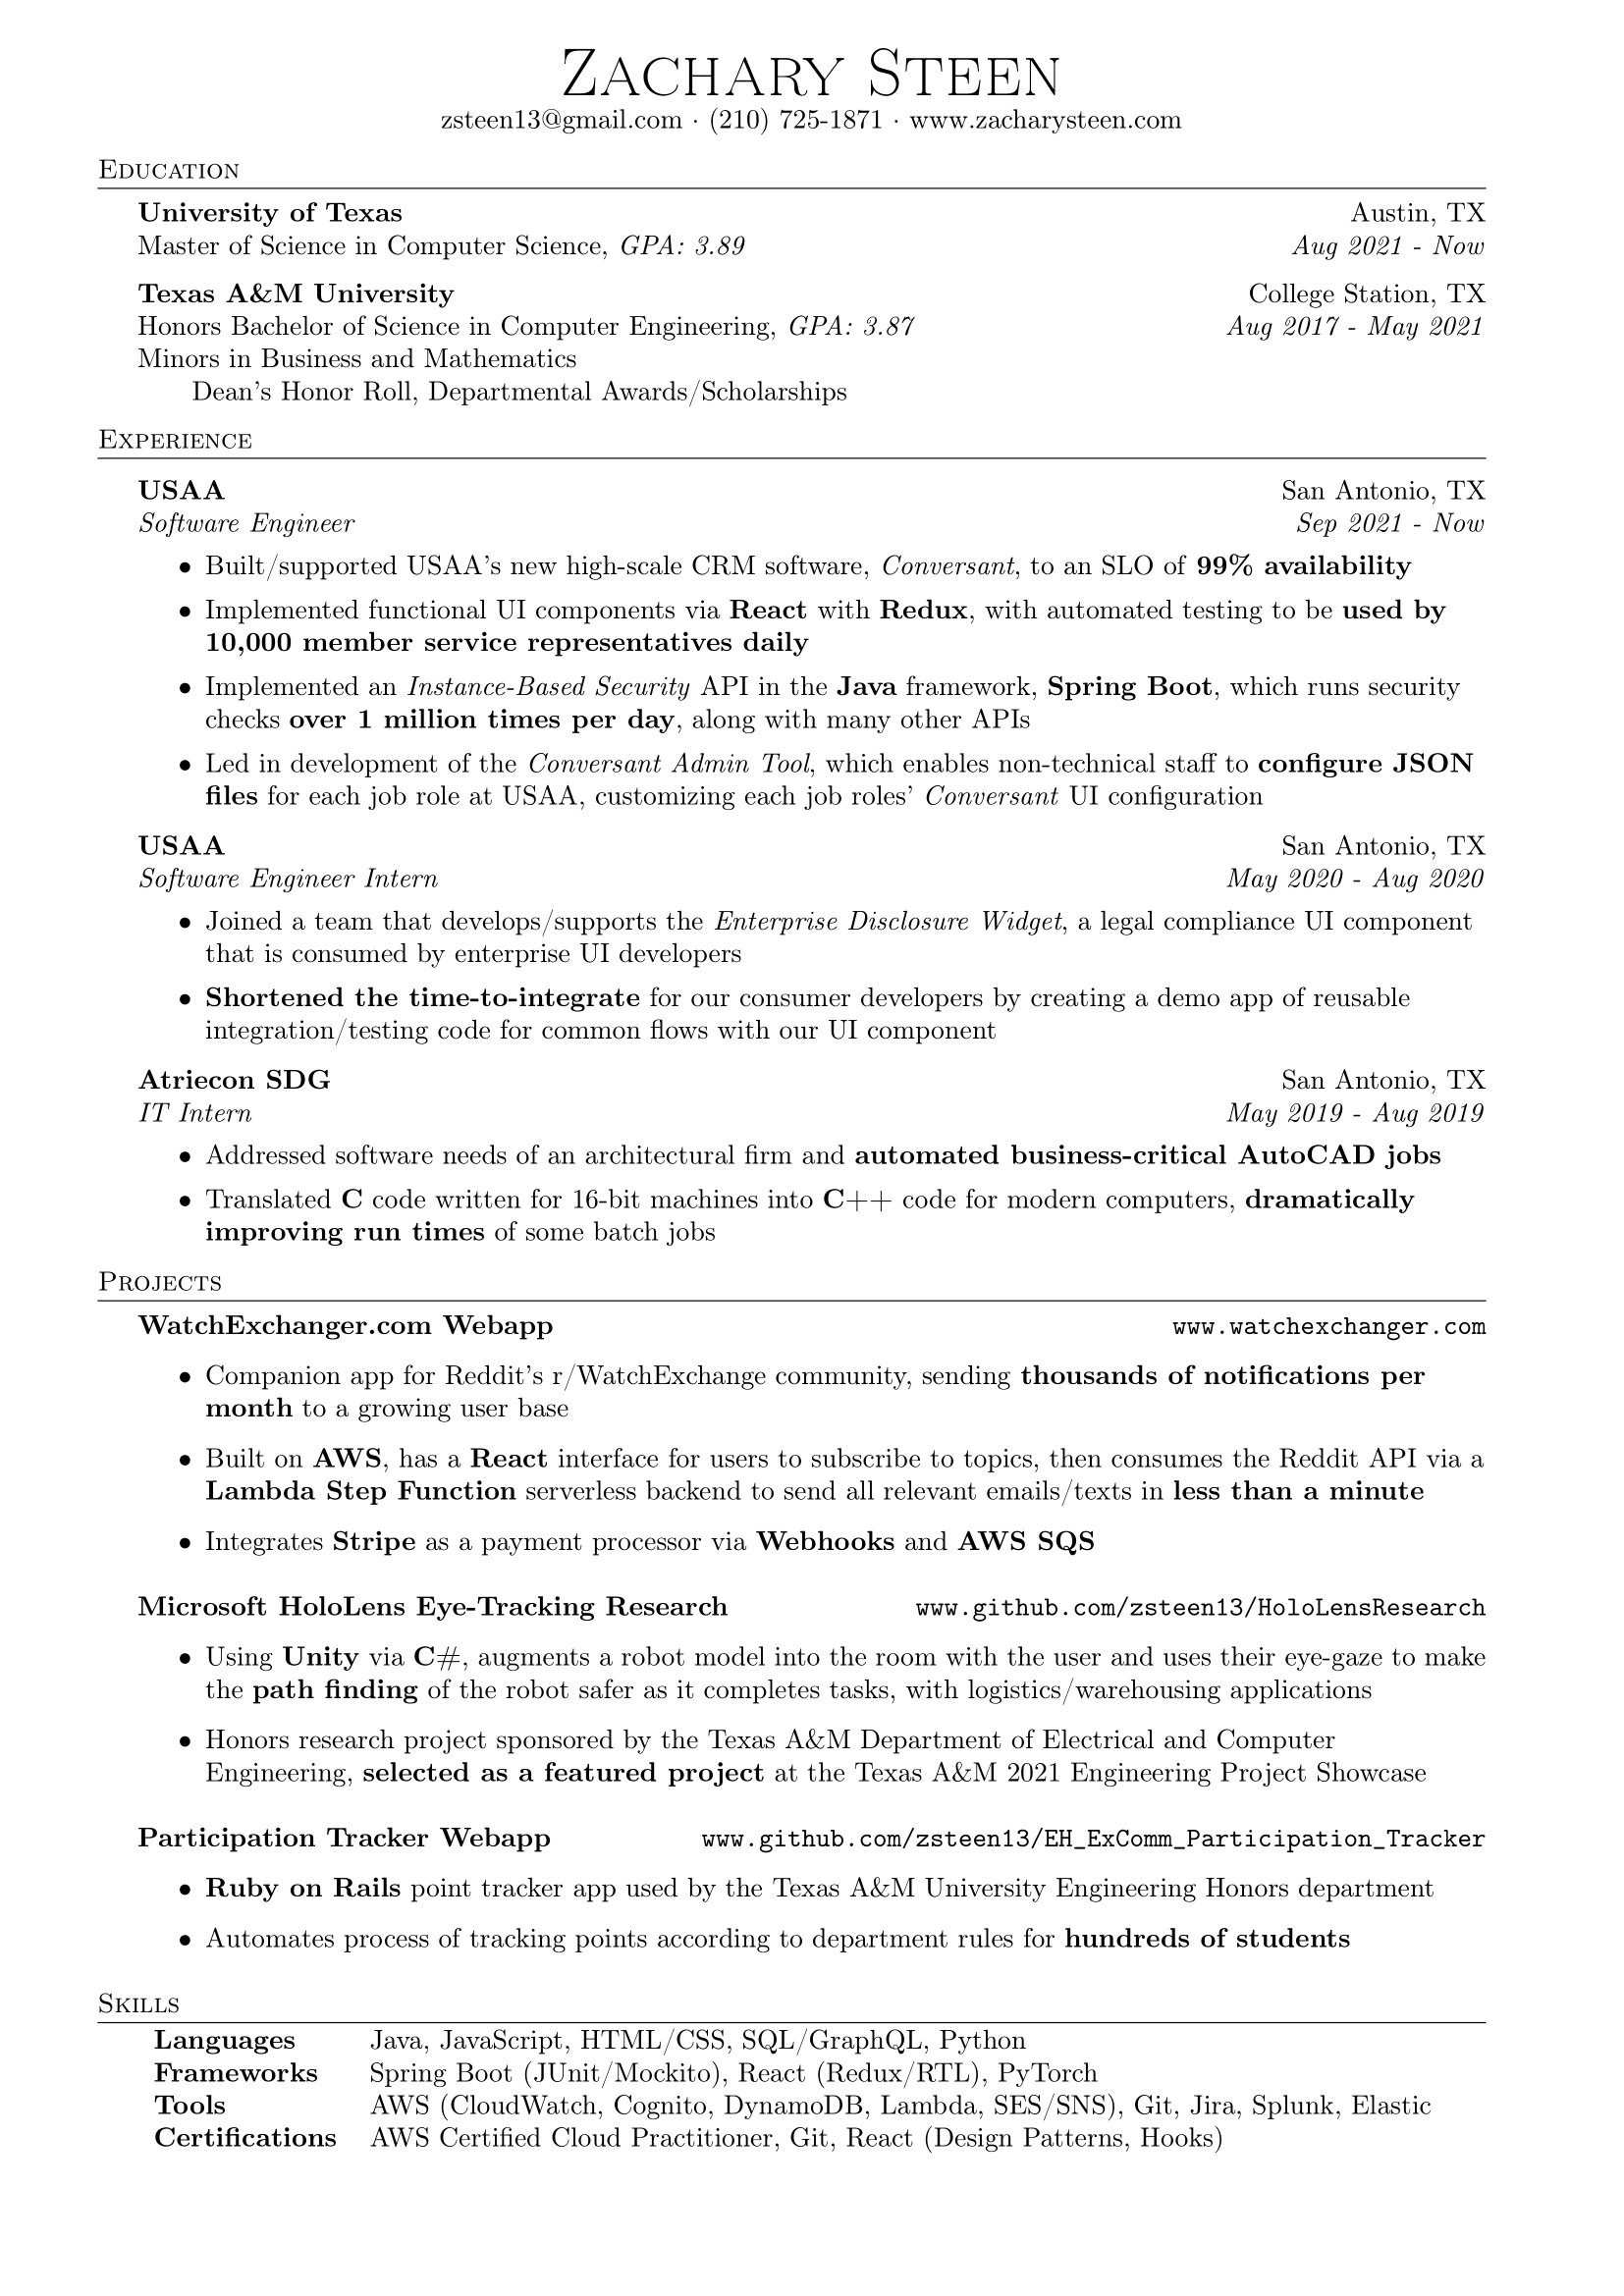 Zachary Steen
zsteen13@gmail.com · (210) 725-1871 · www.zacharysteen.com
Education
University of Texas Austin, TX
Master of Science in Computer Science, GPA: 3.89 Aug 2021 - Now
Texas A&M University College Station, TX
Honors Bachelor of Science in Computer Engineering, GPA: 3.87 Aug 2017 - May 2021
Minors in Business and Mathematics
Dean's Honor Roll, Departmental Awards/Scholarships
Experience
USAA San Antonio, TX
Software Engineer Sep 2021 - Now
• Built/supported USAA's new high-scale CRM software, Conversant, to an SLO of 99% availability
• Implemented functional UI components via React with Redux, with automated testing to be used by
10,000 member service representatives daily
• Implemented an Instance-Based Security API in the Java framework, Spring Boot, which runs security
checks over 1 million times per day, along with many other APIs
• Led in development of the Conversant Admin Tool, which enables non-technical staff to configure JSON
files for each job role at USAA, customizing each job roles' Conversant UI configuration
USAA San Antonio, TX
Software Engineer Intern May 2020 - Aug 2020
• Joined a team that develops/supports the Enterprise Disclosure Widget, a legal compliance UI component
that is consumed by enterprise UI developers
• Shortened the time-to-integrate for our consumer developers by creating a demo app of reusable
integration/testing code for common flows with our UI component
Atriecon SDG San Antonio, TX
IT Intern May 2019 - Aug 2019
• Addressed software needs of an architectural firm and automated business-critical AutoCAD jobs
• Translated C code written for 16-bit machines into C++ code for modern computers, dramatically
improving run times of some batch jobs
Projects
WatchExchanger.com Webapp www.watchexchanger.com
• Companion app for Reddit's r/WatchExchange community, sending thousands of notifications per
month to a growing user base
• Built on AWS, has a React interface for users to subscribe to topics, then consumes the Reddit API via a
Lambda Step Function serverless backend to send all relevant emails/texts in less than a minute
• Integrates Stripe as a payment processor via Webhooks and AWS SQS
Microsoft HoloLens Eye-Tracking Research www.github.com/zsteen13/HoloLensResearch
• Using Unity via C#, augments a robot model into the room with the user and uses their eye-gaze to make
the path finding of the robot safer as it completes tasks, with logistics/warehousing applications
• Honors research project sponsored by the Texas A&M Department of Electrical and Computer
Engineering, selected as a featured project at the Texas A&M 2021 Engineering Project Showcase
Participation Tracker Webapp www.github.com/zsteen13/EH_ExComm_Participation_Tracker
• Ruby on Rails point tracker app used by the Texas A&M University Engineering Honors department
• Automates process of tracking points according to department rules for hundreds of students
Skills
Languages Java, JavaScript, HTML/CSS, SQL/GraphQL, Python
Frameworks Spring Boot (JUnit/Mockito), React (Redux/RTL), PyTorch
Tools AWS (CloudWatch, Cognito, DynamoDB, Lambda, SES/SNS), Git, Jira, Splunk, Elastic
Certifications AWS Certified Cloud Practitioner, Git, React (Design Patterns, Hooks)